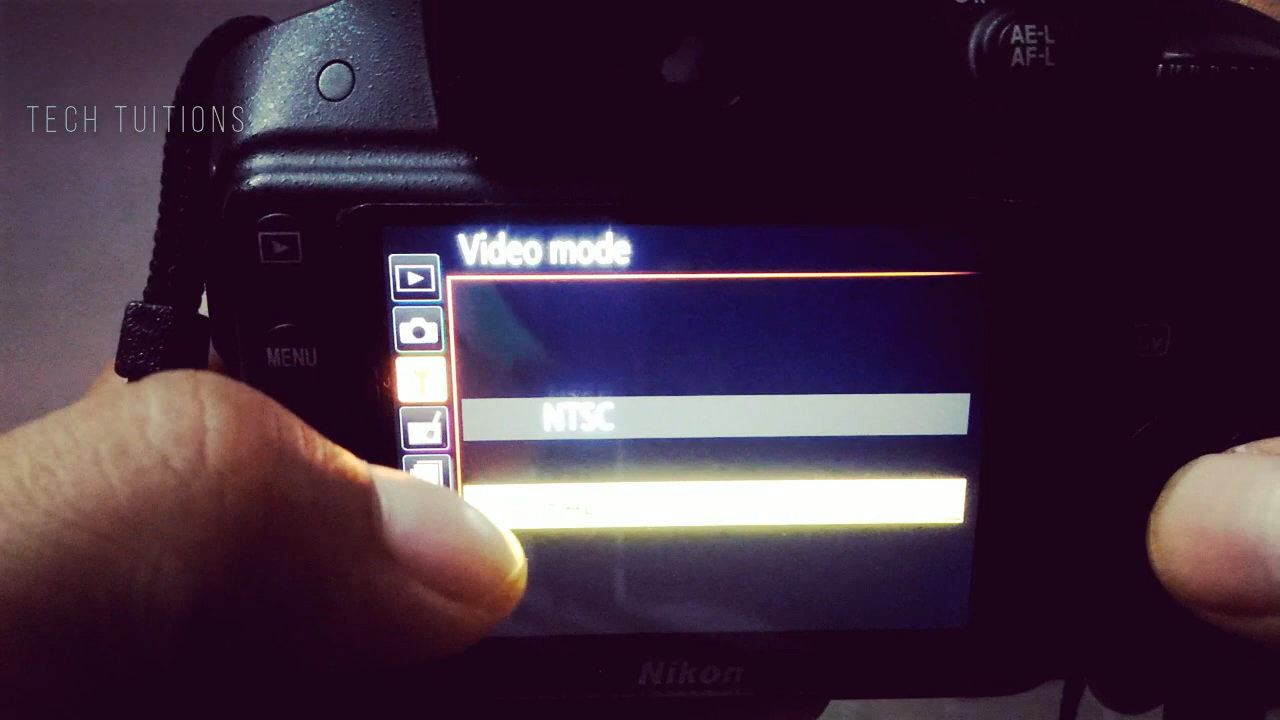 AE-L
AF-L
TECH TUITIONS
Video mode
MENU
NTSC
Nikon